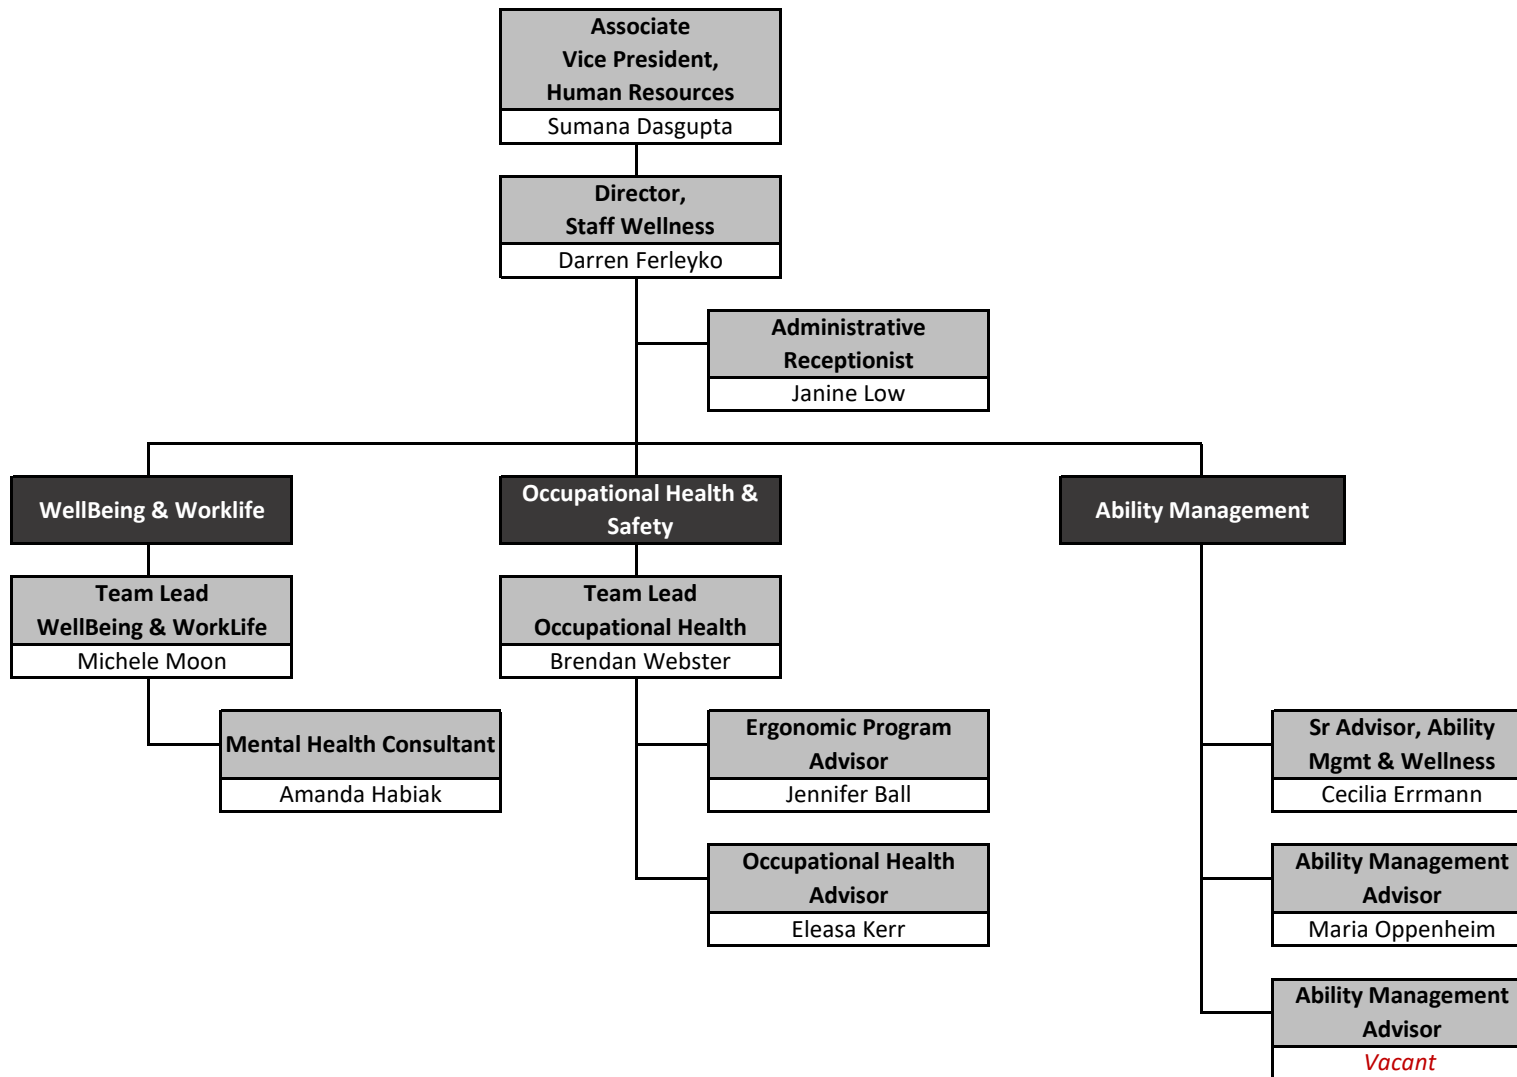 Associate
Vice President,
Human Resources
Sumana Dasgupta
Director,
Staff Wellness
Darren Ferleyko
Administrative
Receptionist
Janine Low
WellBeing & Worklife
Occupational Health &
Safety
Ability Management
Team Lead
WellBeing & WorkLife
Michele Moon
Team Lead
Occupational Health
Brendan Webster
Mental Health Consultant
Amanda Habiak
Ergonomic Program
Advisor
Jennifer Ball
Sr Advisor, Ability
Mgmt & Wellness
Cecilia Errmann
Occupational Health
Advisor
Eleasa Kerr
Ability Management
Advisor
Maria Oppenheim
Ability Management
Advisor
Vacant